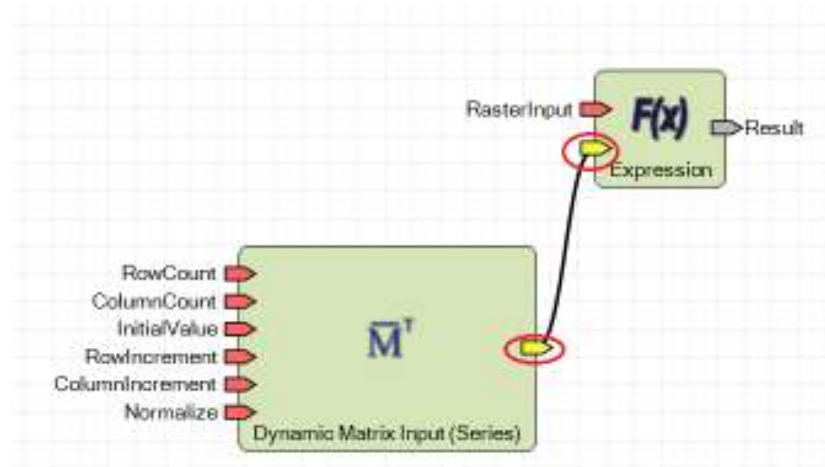 RasterInput
F(x)
Result
Expression
RowCount
ColumnCount
InitialValue
RowIncrement
ColumnIncrement
Normalize
M̅ᵀ
Dynamic Matrix Input (Series)